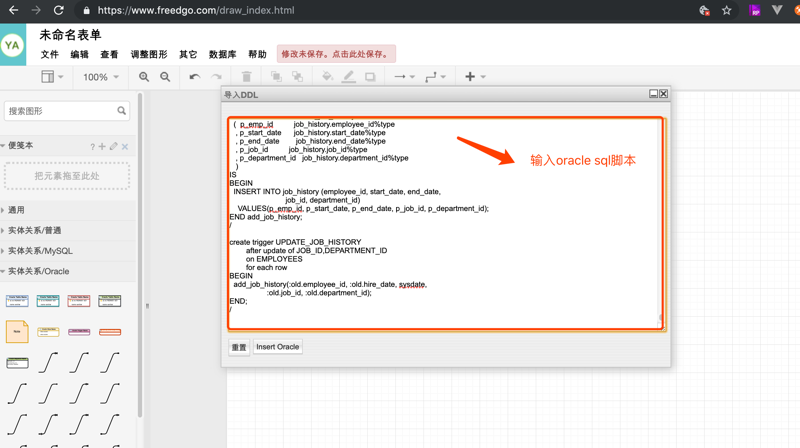 https://www.freedgo.com/draw_index.html
RP
YA
未命名表单
文件 编辑 查看 调整图形 其它 数据库 帮助 修改未保存。点击此处保存。
100%
导入DDL
搜索图形
( p_emp_id job_history.employee_id%type
, p_start_date job_history.start_date%type
, p_end_date job_history.end_date%type
, p_job_id job_history.job_id%type
, p_department_id job_history.department_id%type
)
IS
BEGIN
INSERT INTO job_history (employee_id, start_date, end_date,
job_id, department_id)
VALUES(p_emp_id, p_start_date, p_end_date, p_job_id, p_department_id);
END add_job_history;
/
create trigger UPDATE_JOB_HISTORY
after update of JOB_ID,DEPARTMENT_ID
on EMPLOYEES
for each row
BEGIN
add_job_history(:old.employee_id, :old.hire_date, sysdate,
:old.job_id, :old.department_id);
END;
/
输入oracle sql脚本
便笺本
?
把元素拖至此处
通用
实体关系/普通
实体关系/MySQL
实体关系/Oracle
重置 Insert Oracle